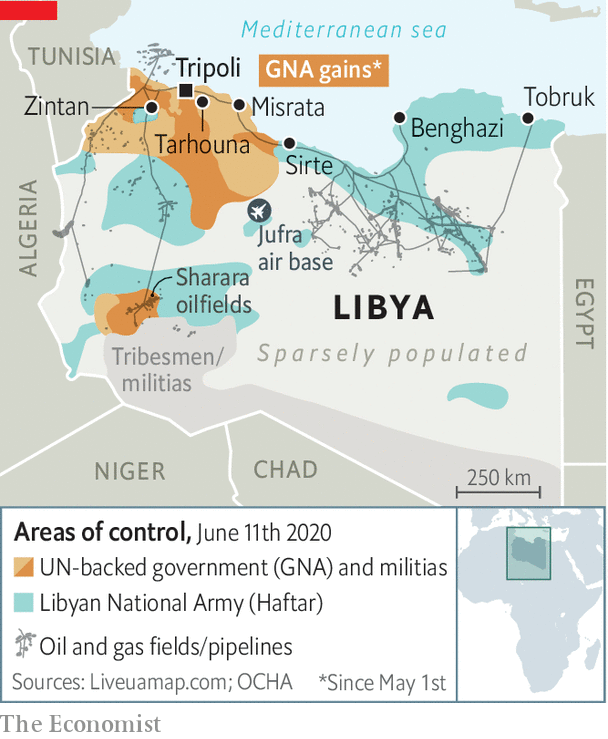 Mediterranean sea
TUNISIA
Tripoli
GNA gains*
Zintan
Misrata
Tobruk
Benghazi
Tarhouna
Sirte
ALGERIA
Jufra
air base
Sharara
oilfields
LIBYA
EGYPT
Sparsely populated
Tribesmen/
militias
NIGER
CHAD
250 km
Areas of control, June 11th 2020
UN-backed government (GNA) and militias
Libyan National Army (Haftar)
Oil and gas fields/pipelines
Sources: Liveuamap.com; OCHA *Since May 1st
The Economist